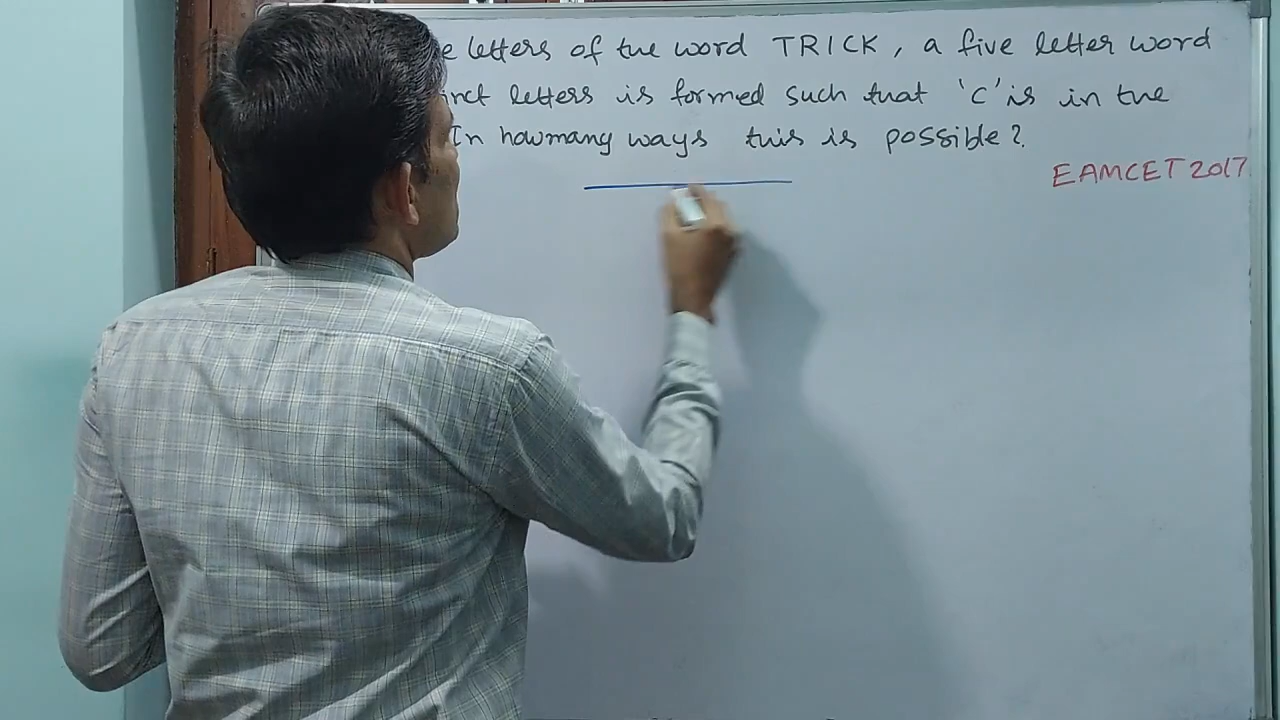 letters of the word TRICK, a five letter word
letters is formed such that 'C' is in the
In howmany ways this is possible?
EAMCET 2017